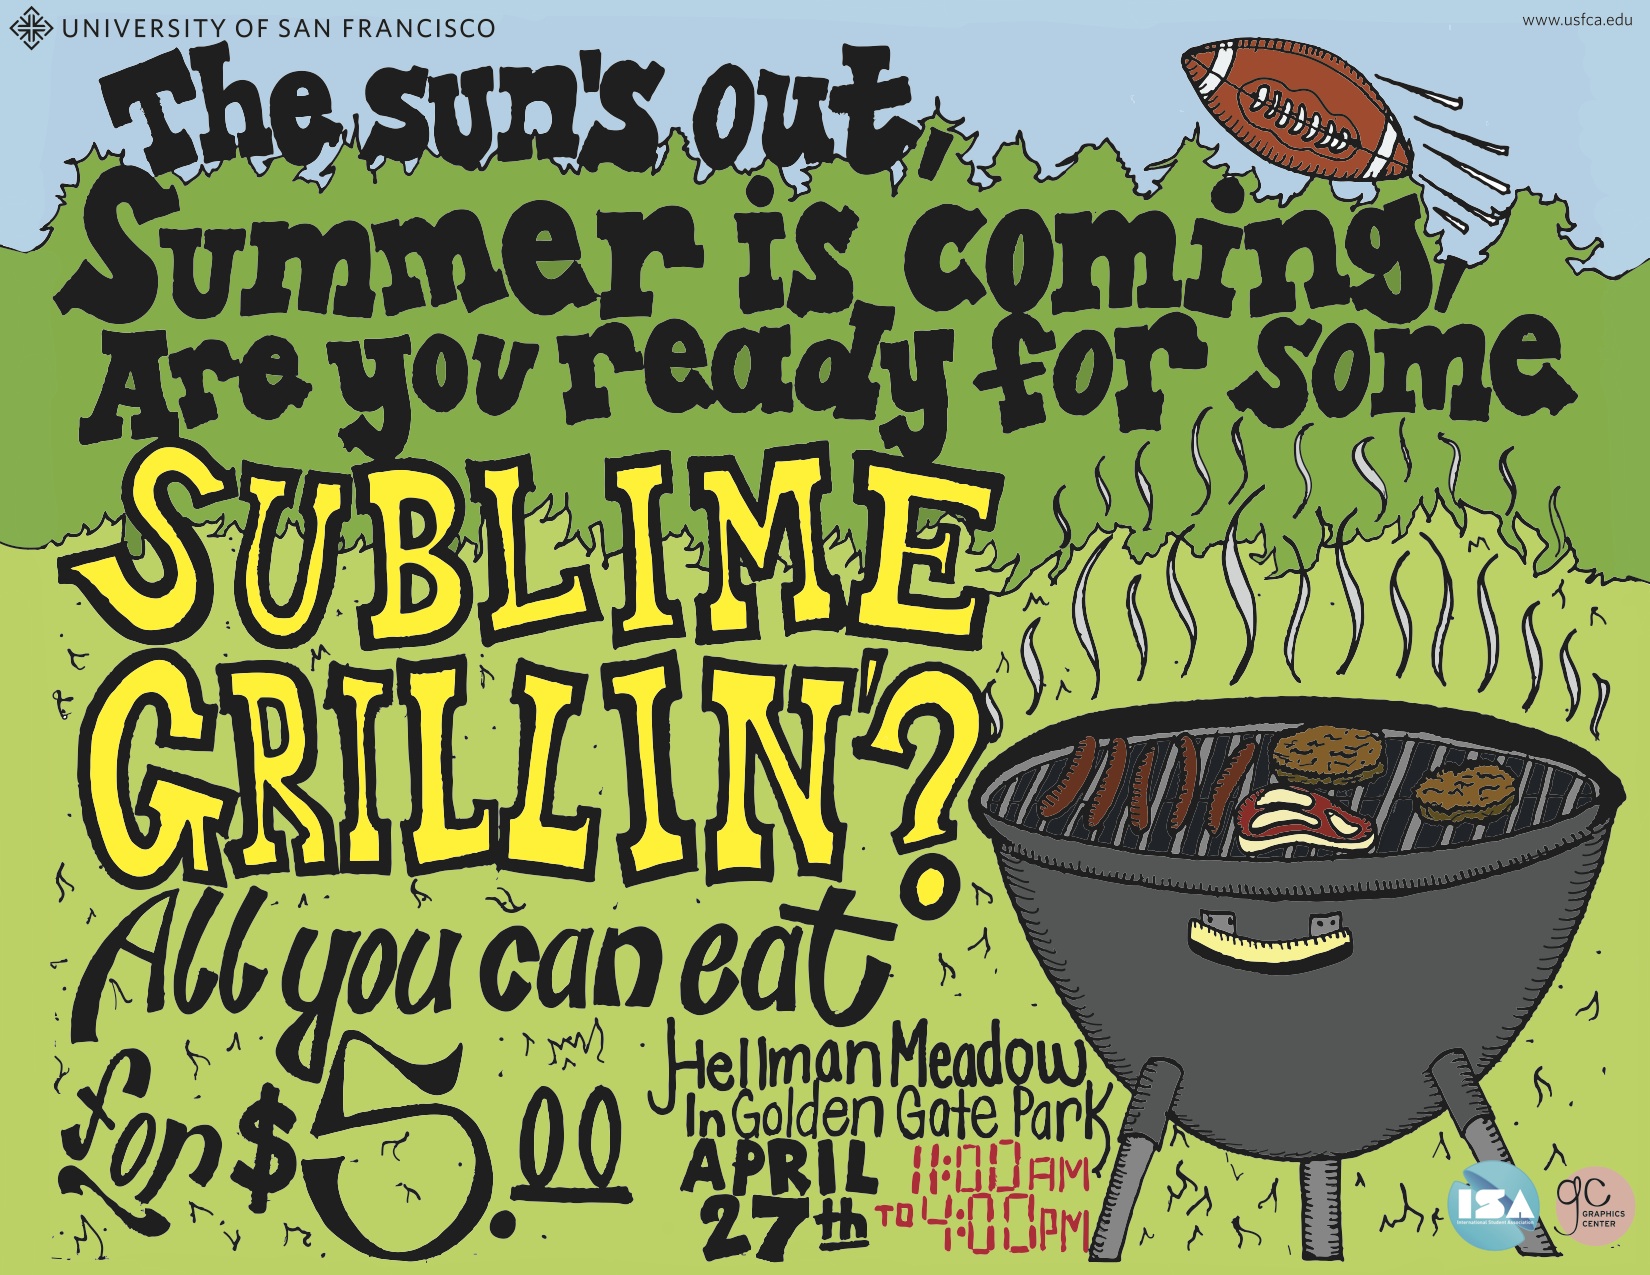 UNIVERSITY OF SAN FRANCISCO
www.usfca.edu
The sun's out,
Summer is coming,
Are you ready for some
SUBLIME
GRILLIN'?
All you can eat
for $5.00
Hellman Meadow
In Golden Gate Park
APRIL
27th
11:00AM
TO 4:00PM
ISA
International Student Association
gc
GRAPHICS
CENTER